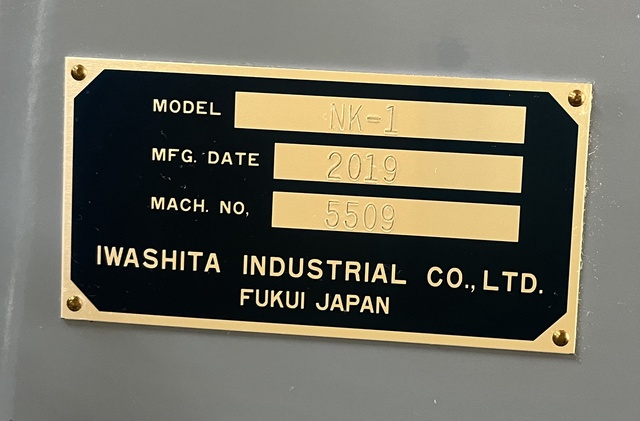 MODEL NK-1
MFG. DATE 2019
MACH. NO, 5509
IWASHITA INDUSTRIAL CO., LTD.
FUKUI JAPAN